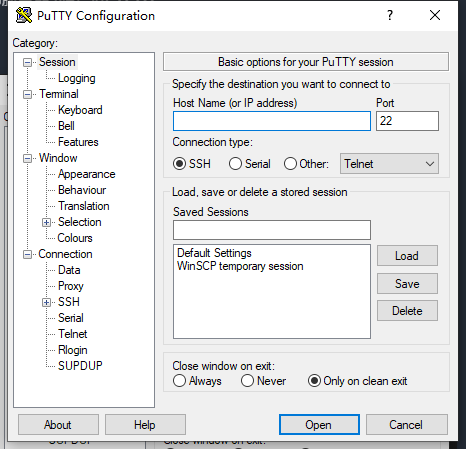 PuTTY Configuration
Category:
Session
Logging
Terminal
Keyboard
Bell
Features
Window
Appearance
Behaviour
Translation
Selection
Colours
Connection
Data
Proxy
SSH
Serial
Telnet
Rlogin
SUPDUP
Basic options for your PuTTY session
Specify the destination you want to connect to
Host Name (or IP address) Port
22
Connection type:
SSH Serial Other: Telnet
Load, save or delete a stored session
Saved Sessions
Default Settings
WinSCP temporary session
Load
Save
Delete
Close window on exit:
Always Never Only on clean exit
About Help Open Cancel